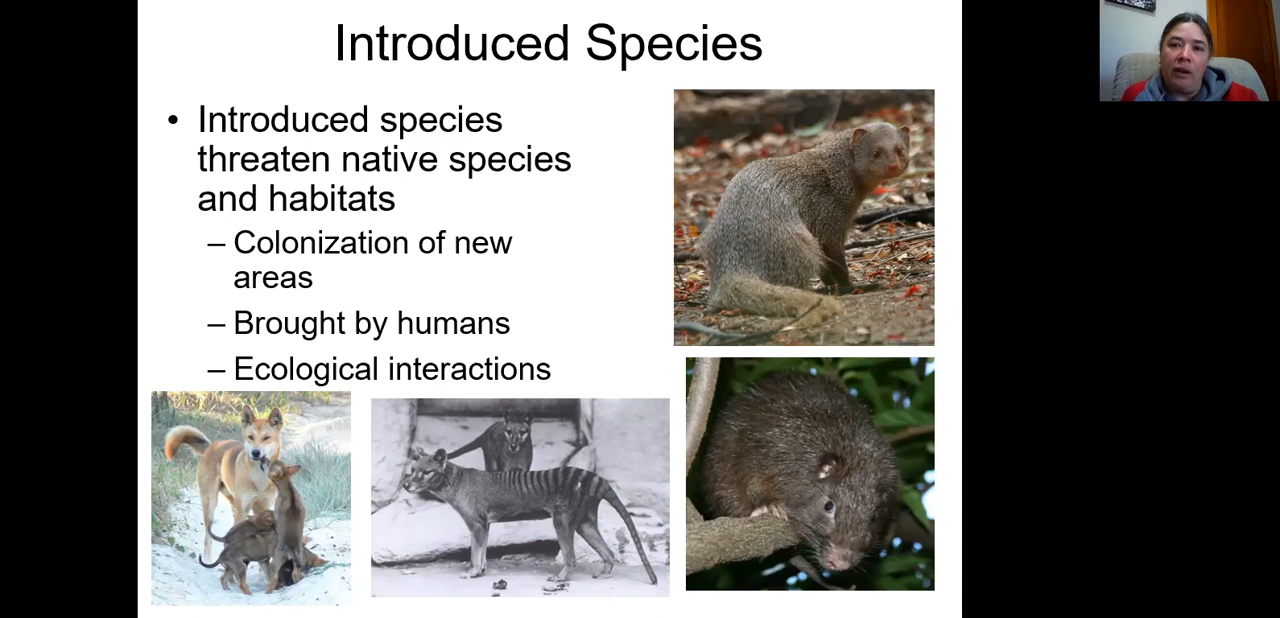 Introduced Species
• Introduced species
threaten native species
and habitats
– Colonization of new
areas
– Brought by humans
– Ecological interactions